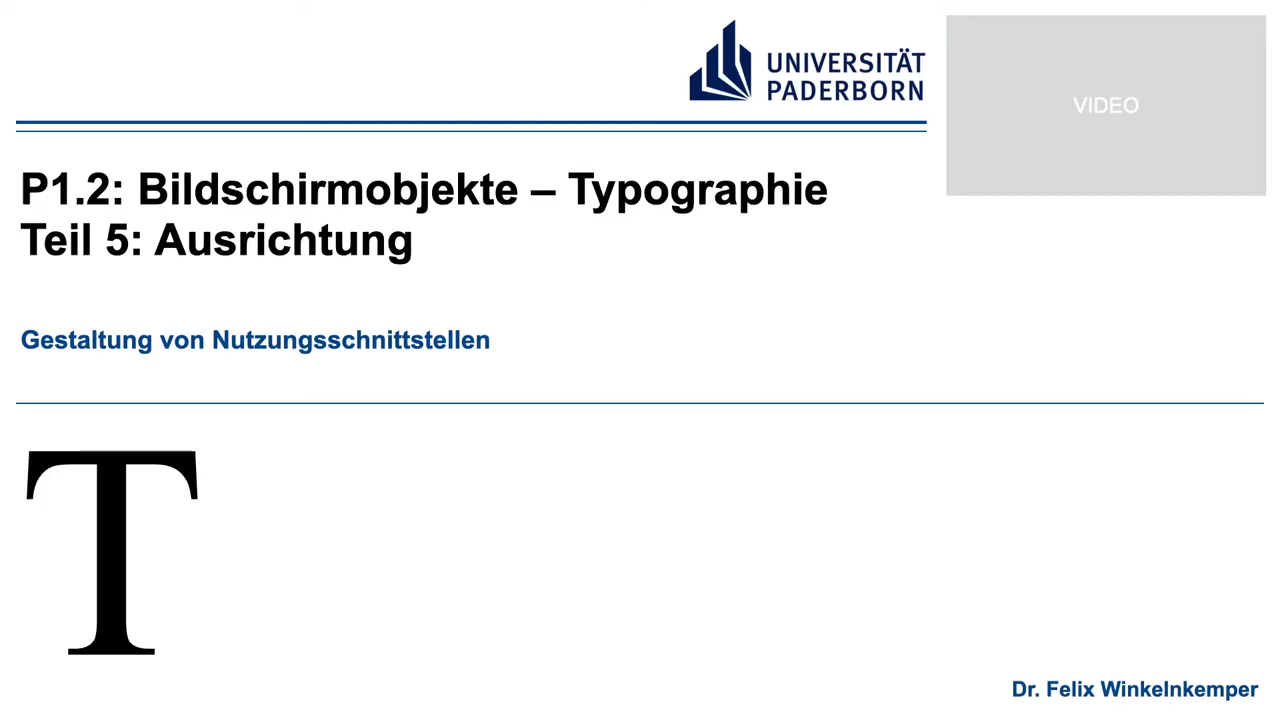 UNIVERSITÄT
PADERBORN
VIDEO
P1.2: Bildschirmobjekte – Typographie
Teil 5: Ausrichtung
Gestaltung von Nutzungsschnittstellen
T
Dr. Felix Winkelnkemper